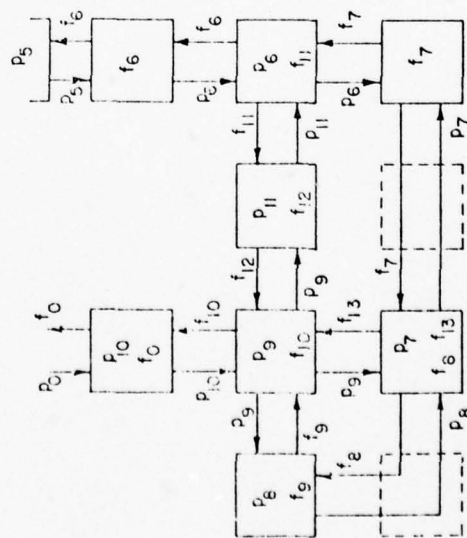 f6 f6 f7
P5 f6 P6 f11 f7
P5 P6 P6 P7
f11 P11
P11 f12
f12 P9 f7
f0 f10 f13
P10 f0 P9 f10 P7 f8 f13
P0 P10 P9 P8
P9 f9 f8
P8 f9